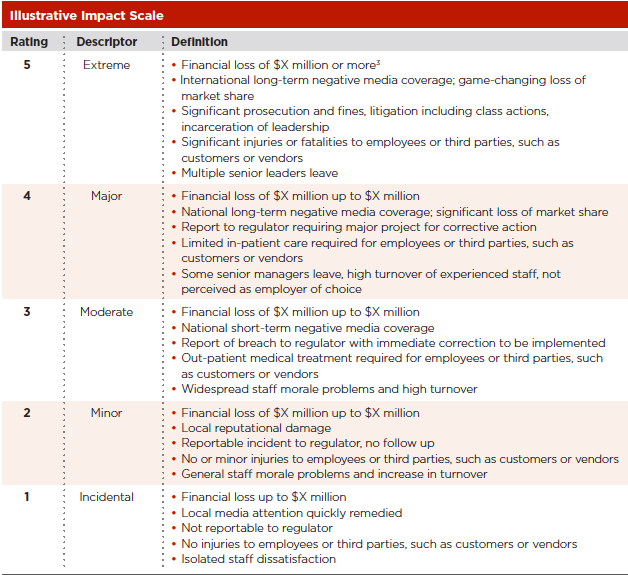 Illustrative Impact Scale
Rating Descriptor Definition
5 Extreme • Financial loss of $X million or more³
• International long-term negative media coverage; game-changing loss of
market share
• Significant prosecution and fines, litigation including class actions,
incarceration of leadership
• Significant injuries or fatalities to employees or third parties, such as
customers or vendors
• Multiple senior leaders leave
4 Major • Financial loss of $X million up to $X million
• National long-term negative media coverage; significant loss of market share
• Report to regulator requiring major project for corrective action
• Limited in-patient care required for employees or third parties, such as
customers or vendors
• Some senior managers leave, high turnover of experienced staff, not
perceived as employer of choice
3 Moderate • Financial loss of $X million up to $X million
• National short-term negative media coverage
• Report of breach to regulator with immediate correction to be implemented
• Out-patient medical treatment required for employees or third parties, such
as customers or vendors
• Widespread staff morale problems and high turnover
2 Minor • Financial loss of $X million up to $X million
• Local reputational damage
• Reportable incident to regulator, no follow up
• No or minor injuries to employees or third parties, such as customers or vendors
• General staff morale problems and increase in turnover
1 Incidental • Financial loss up to $X million
• Local media attention quickly remedied
• Not reportable to regulator
• No injuries to employees or third parties, such as customers or vendors
• Isolated staff dissatisfaction